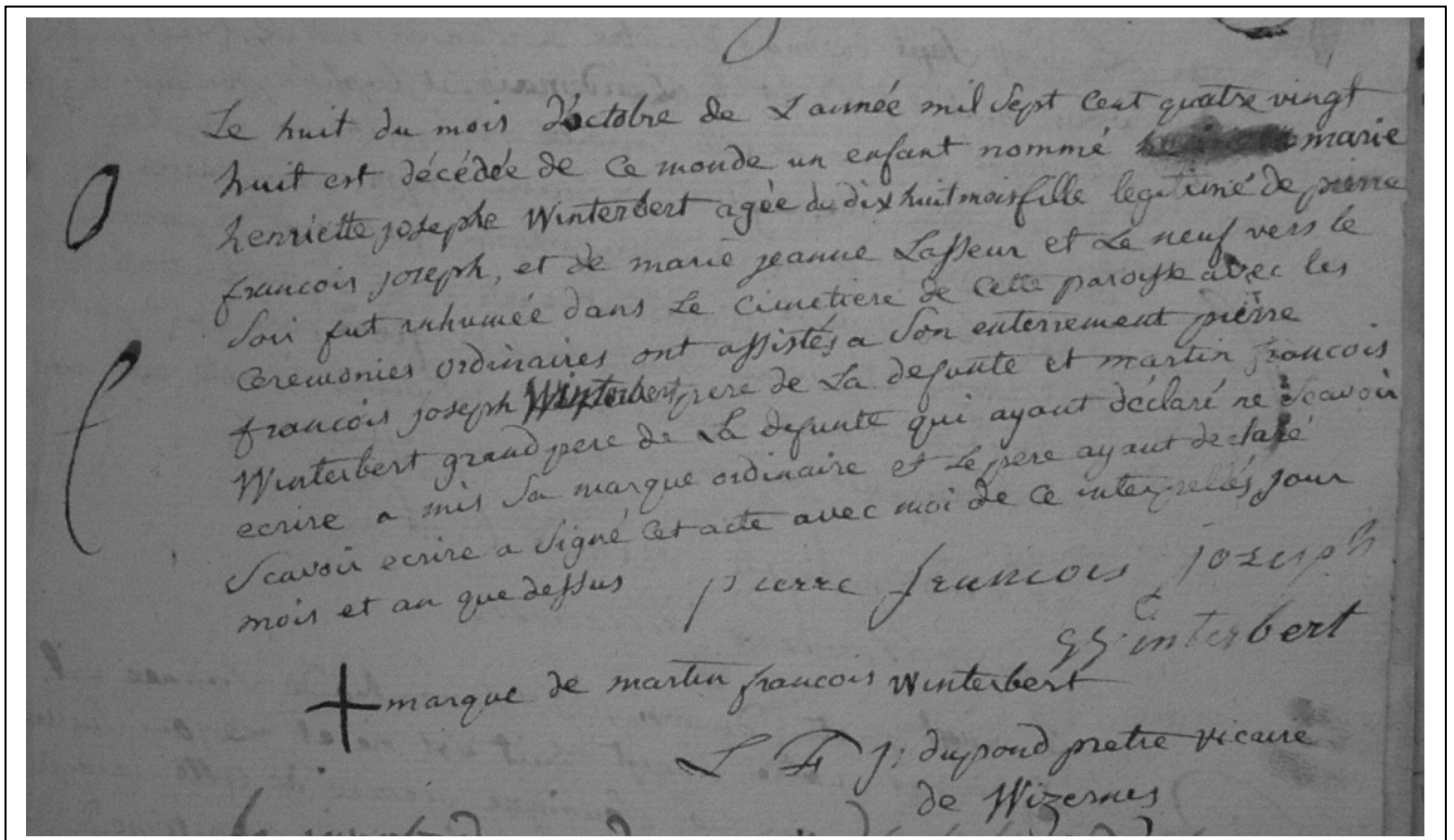 Le huit du mois d'octobre de L'année mil sept cent quatre vingt
huit est décédée de ce monde un enfant nommé marie
henriette josephe Winterbert agée du dix huit mois fille legitime de pierre
francois joseph, et de marie jeanne Lasseur et Le neuf vers le
soir fut inhumée dans Le Cimetiere de Cette paroisse avec les
Ceremonies ordinaires ont assistés a son enterrement pierre
francois joseph Winterbert pere de La defunte et martin francois
Winterbert grand pere de La defunte qui ayant déclaré ne scavoir
ecrire a mis sa marque ordinaire et Le pere ayant declaré
scavoir ecrire a signé Cet acte avec moi de ce interpellés jour
mois et an que dessus pierre francois joseph
Winterbert
marque de martin francois Winterbert
L F j: dupond pretre vicaire
de Wizernes